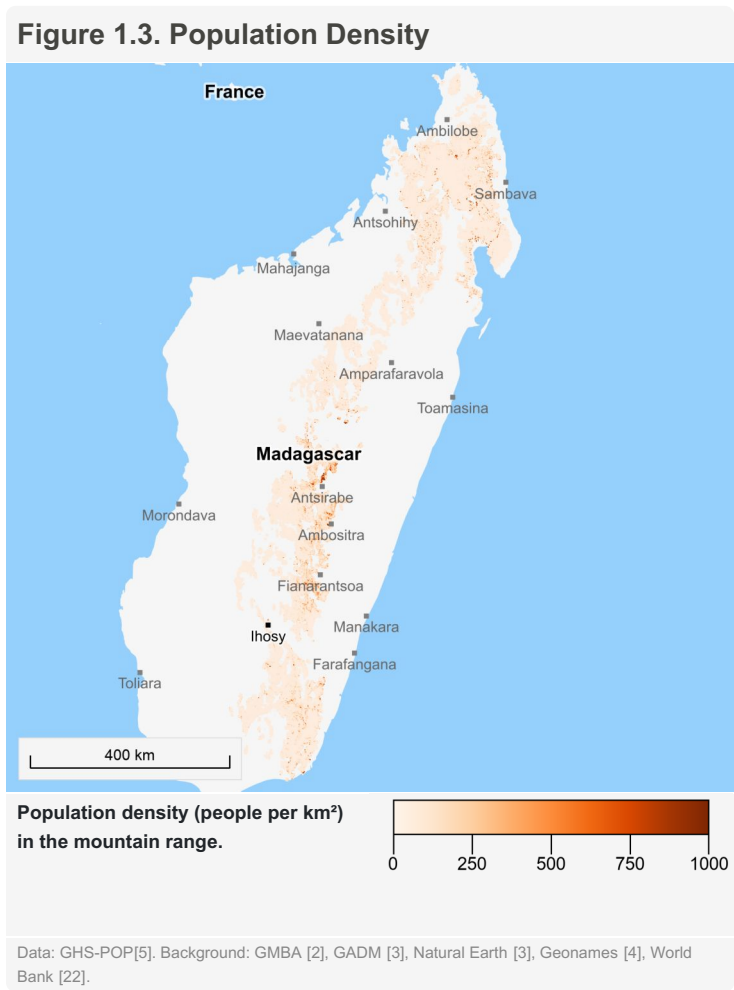 Figure 1.3. Population Density
France
Ambilobe
Sambava
Antsohihy
Mahajanga
Maevatanana
Amparafaravola
Toamasina
Madagascar
Antsirabe
Morondava
Ambositra
Fianarantsoa
Manakara
Ihosy
Farafangana
Toliara
400 km
Population density (people per km²)
in the mountain range.
0 250 500 750 1000
Data: GHS-POP[5]. Background: GMBA [2], GADM [3], Natural Earth [3], Geonames [4], World
Bank [22].